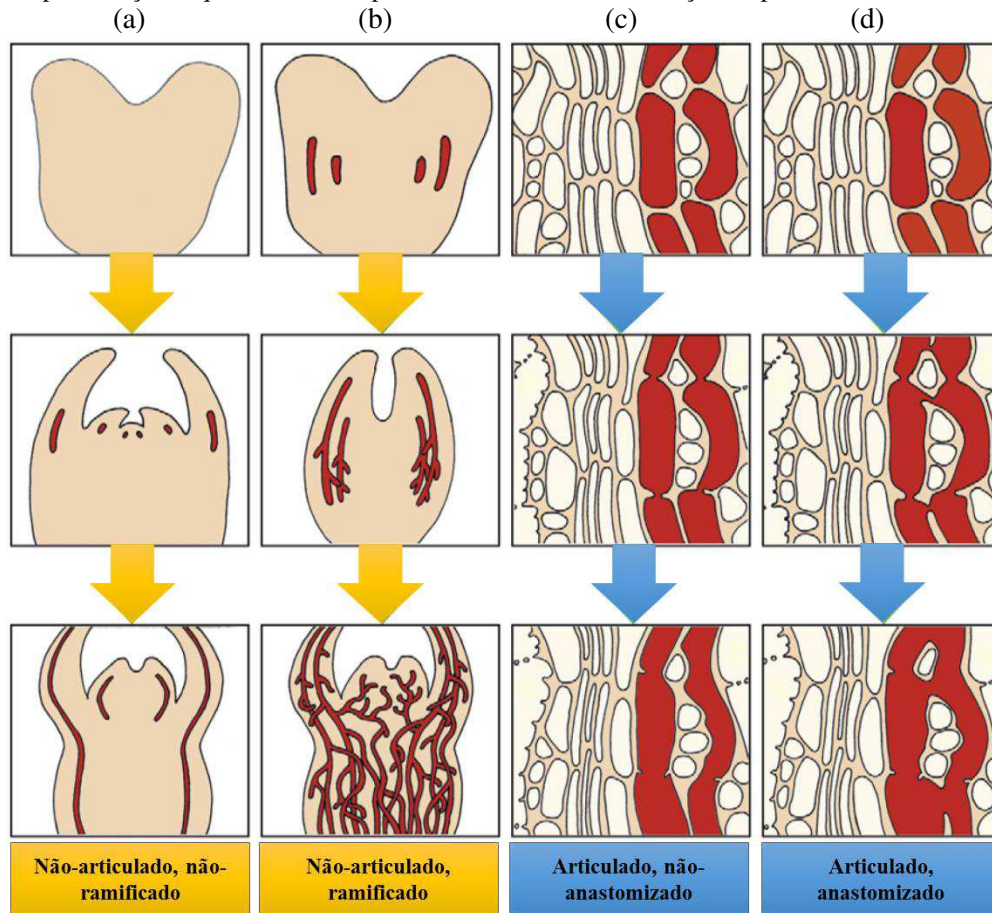 (a) (b) (c) (d)
Não-articulado, não-
ramificado
Não-articulado,
ramificado
Articulado, não-
anastomizado
Articulado,
anastomizado